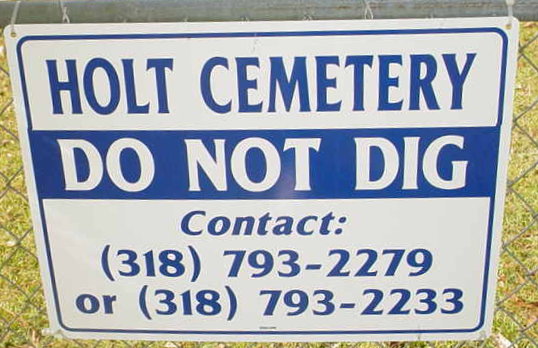 HOLT CEMETERY
DO NOT DIG
Contact:
(318) 793-2279
or (318) 793-2233